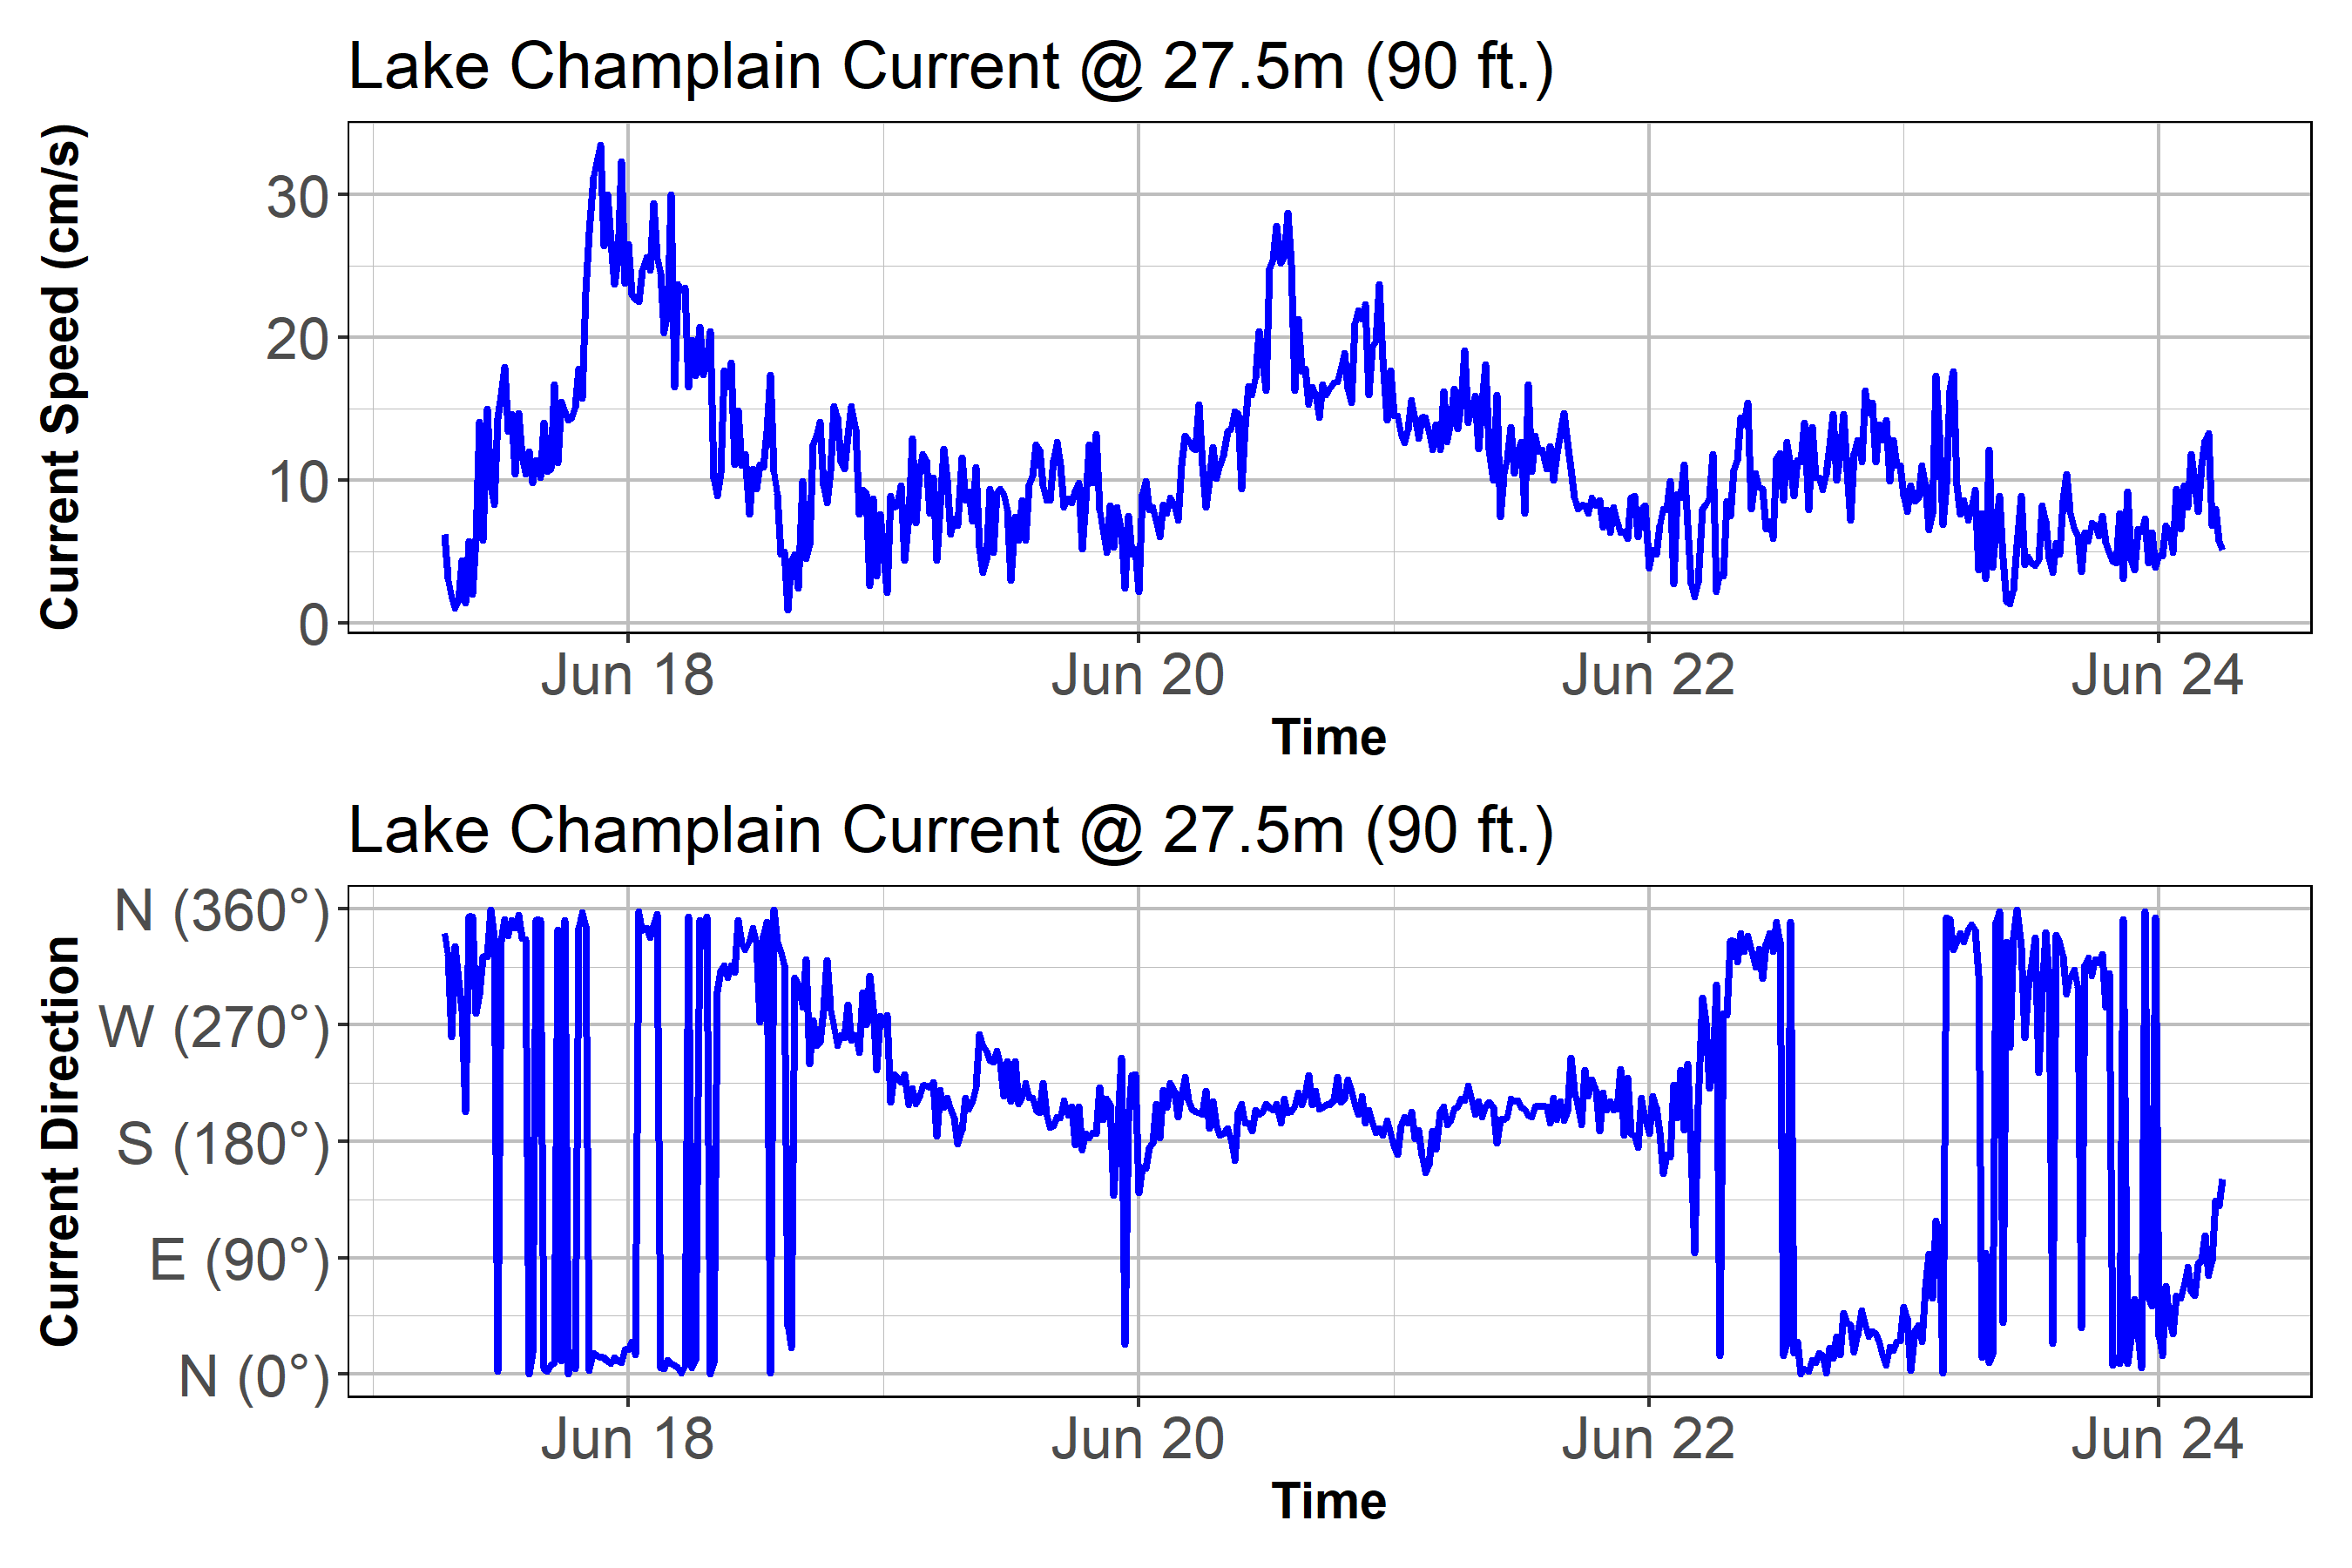 Lake Champlain Current @ 27.5m (90 ft.)
Current Speed (cm/s)
30
20
10
0
Jun 18 Jun 20 Jun 22 Jun 24
Time
Lake Champlain Current @ 27.5m (90 ft.)
Current Direction
N (360°)
W (270°)
S (180°)
E (90°)
N (0°)
Jun 18 Jun 20 Jun 22 Jun 24
Time